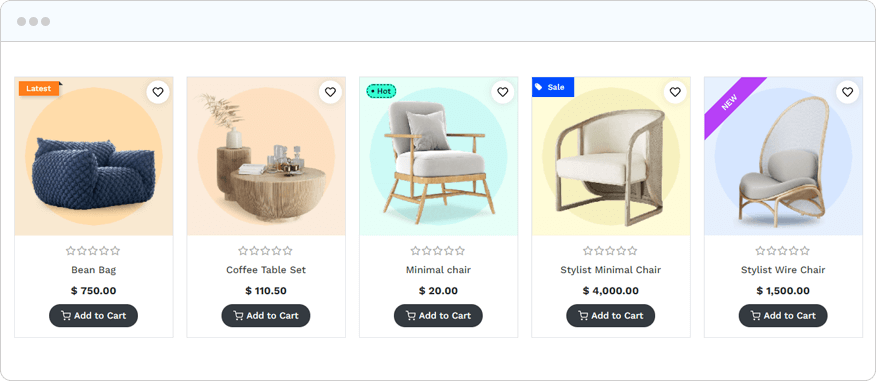 Latest
Hot
Sale
NEW
Bean Bag
Coffee Table Set
Minimal chair
Stylist Minimal Chair
Stylist Wire Chair
$ 750.00
$ 110.50
$ 20.00
$ 4,000.00
$ 1,500.00
Add to Cart
Add to Cart
Add to Cart
Add to Cart
Add to Cart